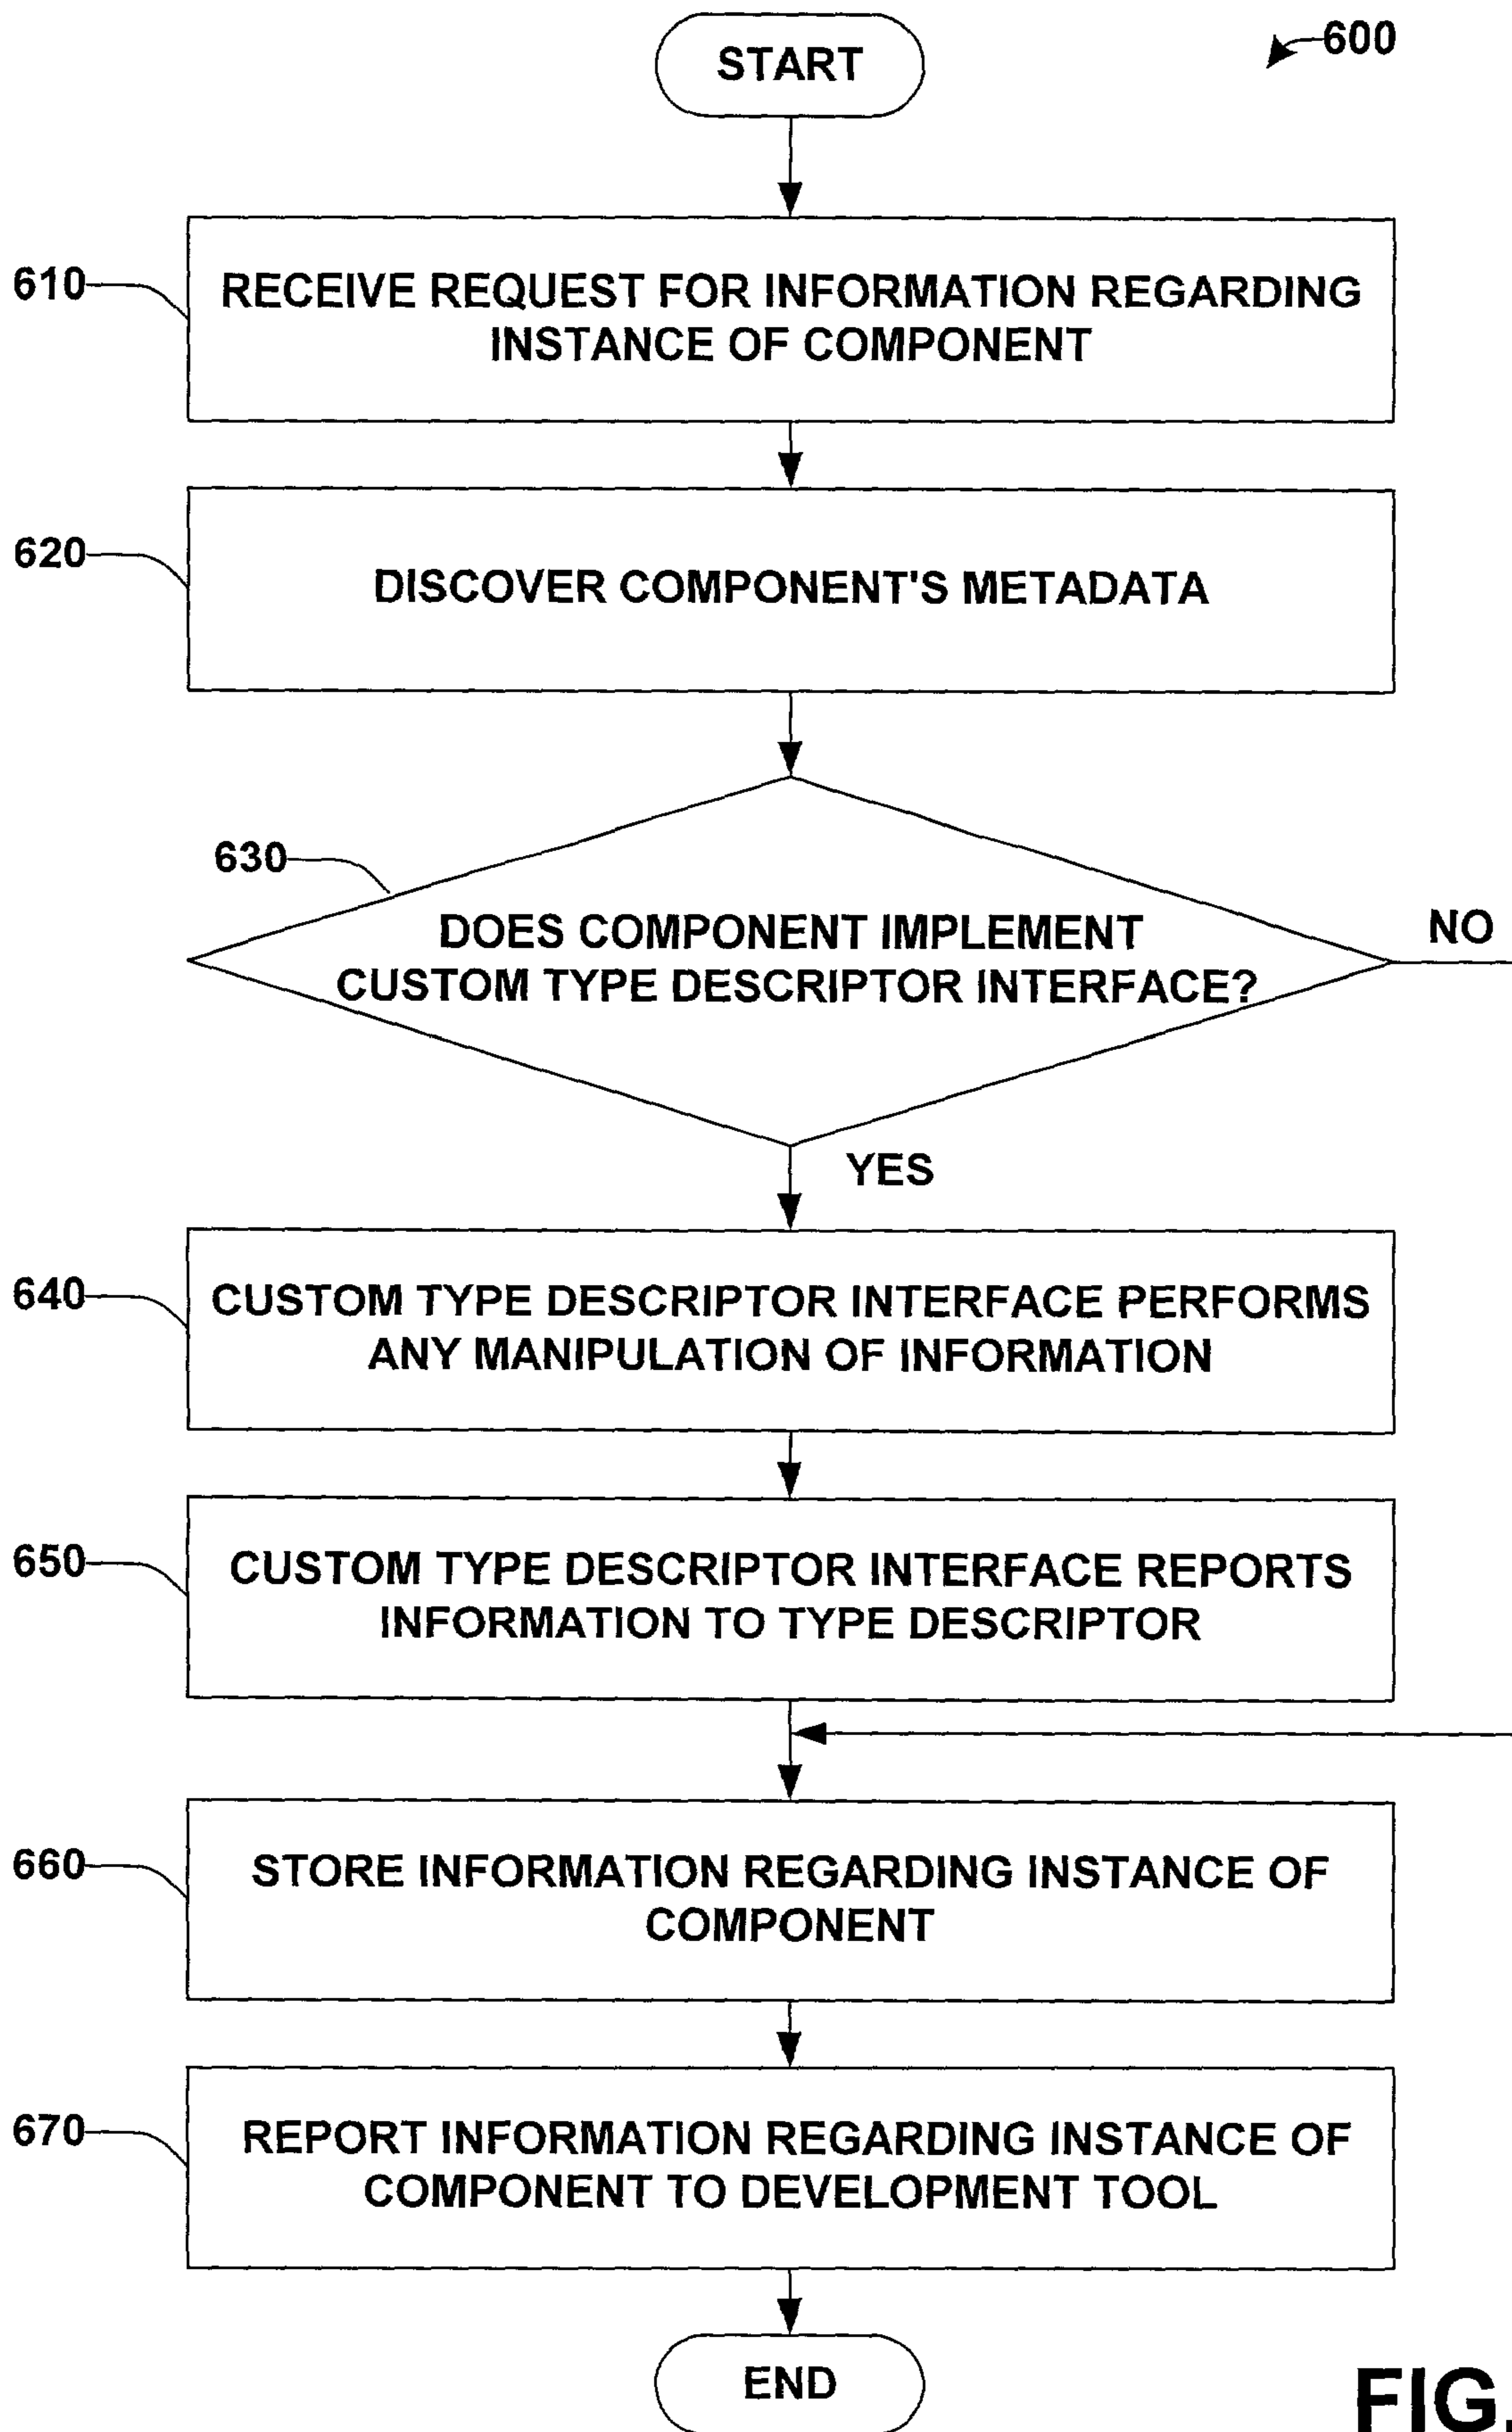 START
600
610
RECEIVE REQUEST FOR INFORMATION REGARDING
INSTANCE OF COMPONENT
620
DISCOVER COMPONENT'S METADATA
630
DOES COMPONENT IMPLEMENT
CUSTOM TYPE DESCRIPTOR INTERFACE?
NO
YES
640
CUSTOM TYPE DESCRIPTOR INTERFACE PERFORMS
ANY MANIPULATION OF INFORMATION
650
CUSTOM TYPE DESCRIPTOR INTERFACE REPORTS
INFORMATION TO TYPE DESCRIPTOR
660
STORE INFORMATION REGARDING INSTANCE OF
COMPONENT
670
REPORT INFORMATION REGARDING INSTANCE OF
COMPONENT TO DEVELOPMENT TOOL
END
FIG.